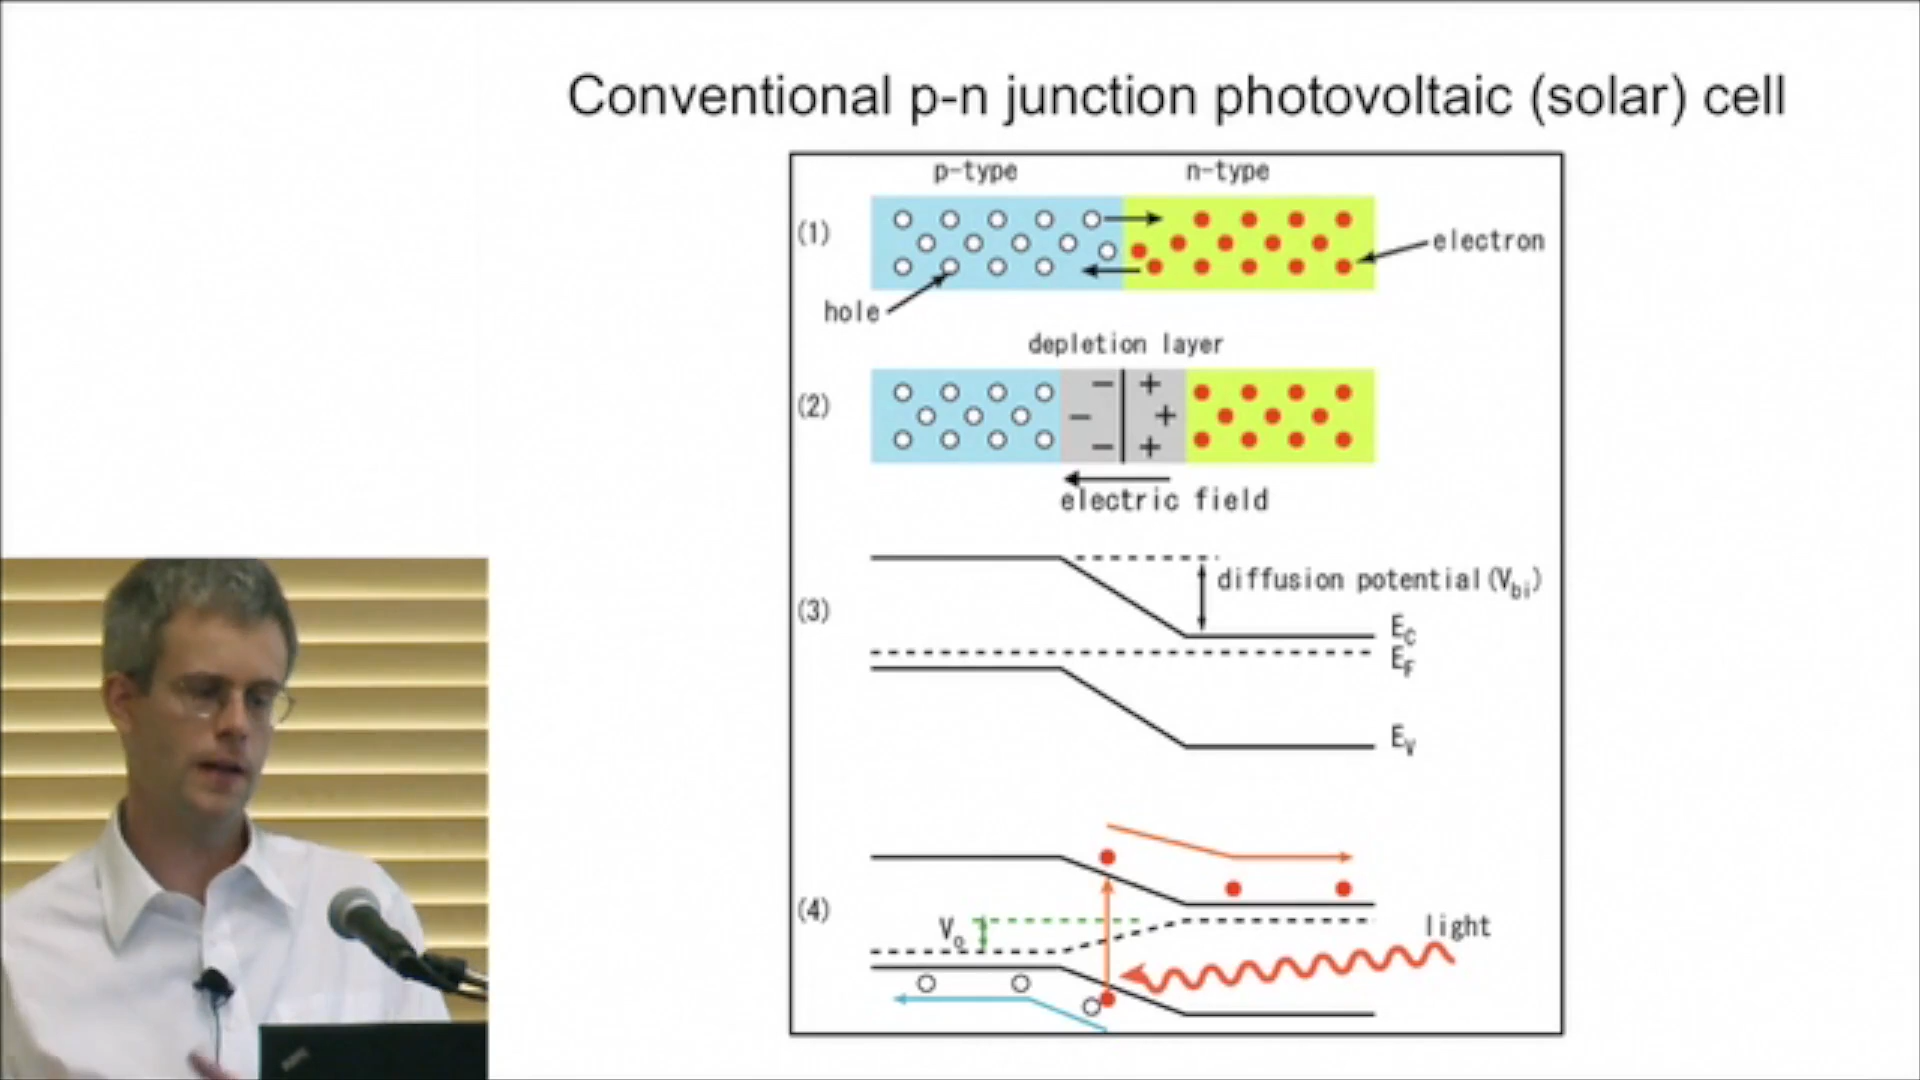 Conventional p-n junction photovoltaic (solar) cell
p-type
n-type
(1)
electron
hole
depletion layer
(2)
− +
− +
− +
electric field
diffusion potential(Vbi)
(3)
EC
EF
EV
(4)
Vo
light